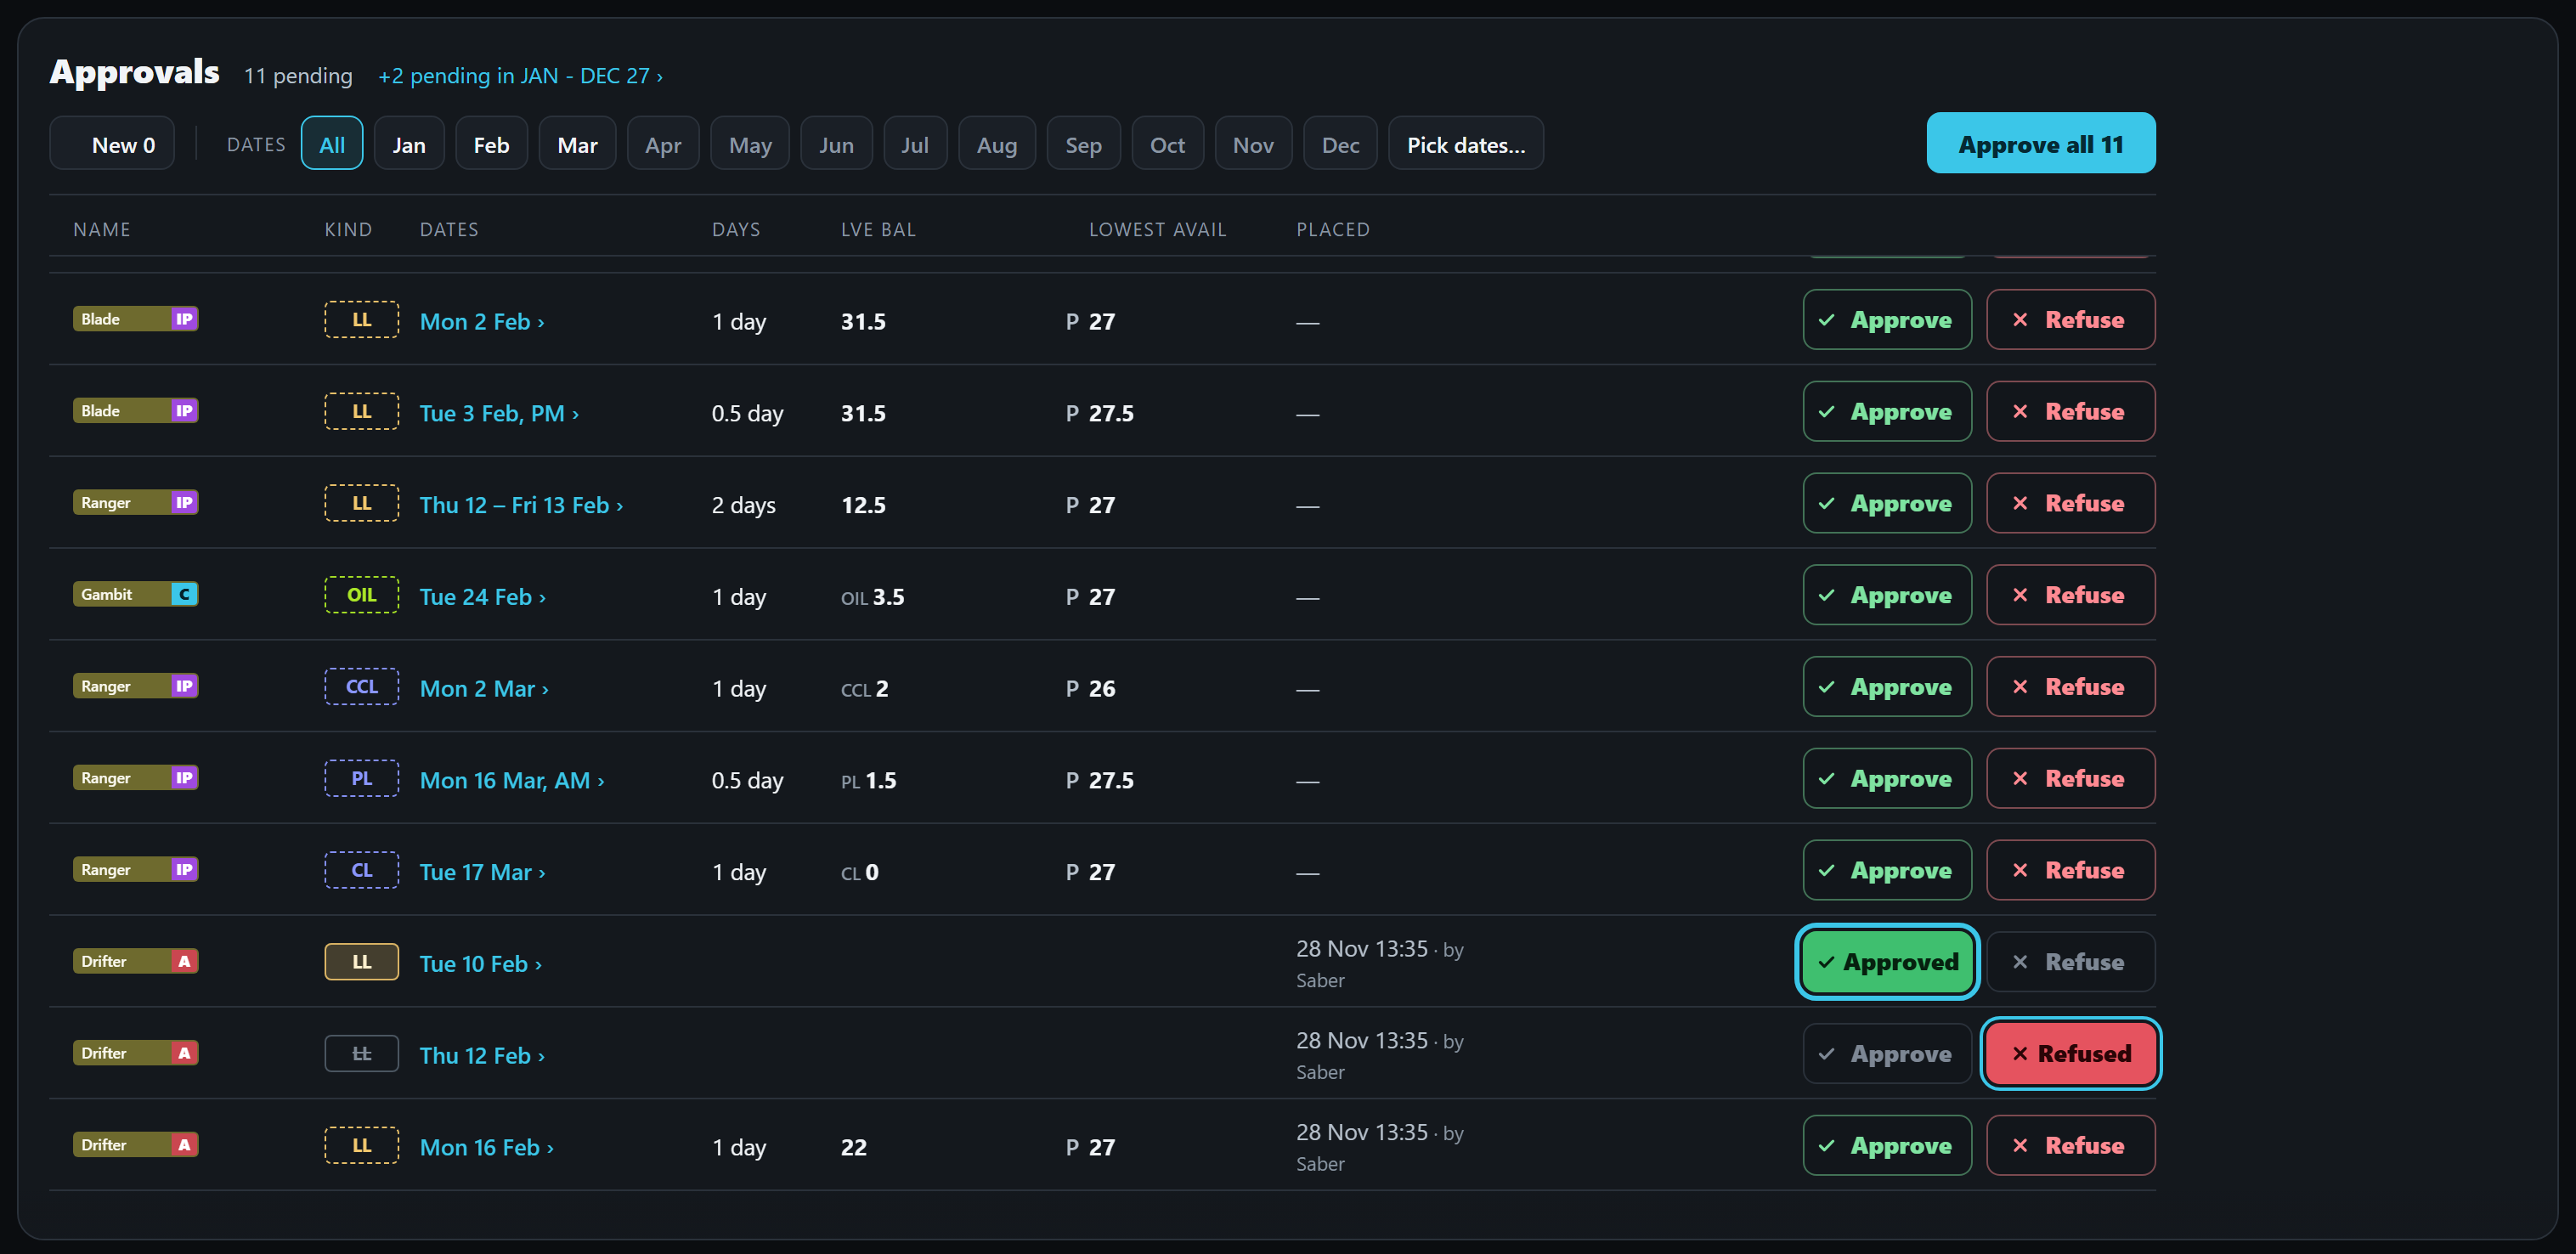 Approvals 11 pending +2 pending in JAN - DEC 27 ›
New 0 DATES All Jan Feb Mar Apr May Jun Jul Aug Sep Oct Nov Dec Pick dates... Approve all 11
NAME KIND DATES DAYS LVE BAL LOWEST AVAIL PLACED
Blade IP LL Mon 2 Feb › 1 day 31.5 P 27 — ✓ Approve ✕ Refuse
Blade IP LL Tue 3 Feb, PM › 0.5 day 31.5 P 27.5 — ✓ Approve ✕ Refuse
Ranger IP LL Thu 12 – Fri 13 Feb › 2 days 12.5 P 27 — ✓ Approve ✕ Refuse
Gambit C OIL Tue 24 Feb › 1 day OIL 3.5 P 27 — ✓ Approve ✕ Refuse
Ranger IP CCL Mon 2 Mar › 1 day CCL 2 P 26 — ✓ Approve ✕ Refuse
Ranger IP PL Mon 16 Mar, AM › 0.5 day PL 1.5 P 27.5 — ✓ Approve ✕ Refuse
Ranger IP CL Tue 17 Mar › 1 day CL 0 P 27 — ✓ Approve ✕ Refuse
Drifter A LL Tue 10 Feb › 28 Nov 13:35 · by ✓ Approved ✕ Refuse
Saber
Drifter A LL Thu 12 Feb › 28 Nov 13:35 · by ✓ Approve ✕ Refused
Saber
Drifter A LL Mon 16 Feb › 1 day 22 P 27 28 Nov 13:35 · by ✓ Approve ✕ Refuse
Saber